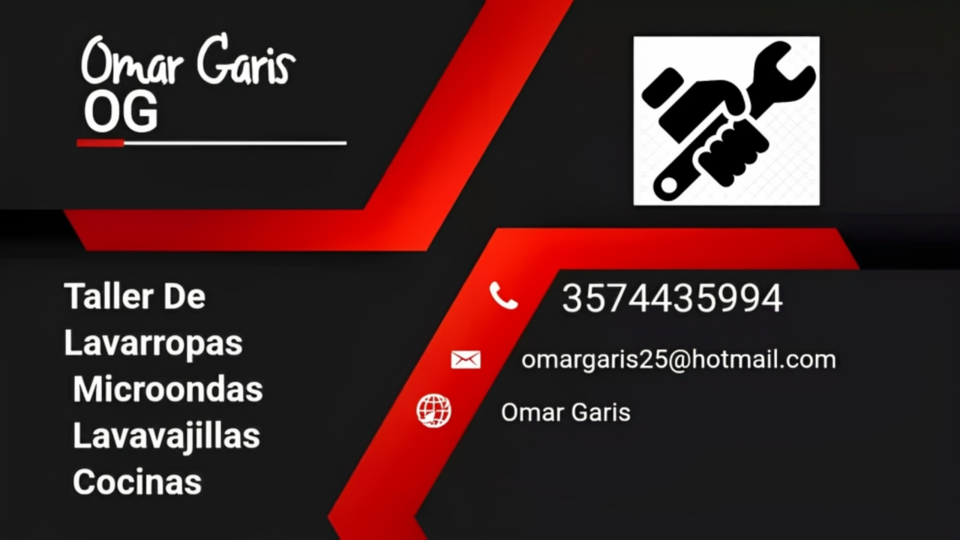 Omar Garis
OG
Taller De
Lavarropas
Microondas
Lavavajillas
Cocinas
3574435994
omargaris25@hotmail.com
Omar Garis